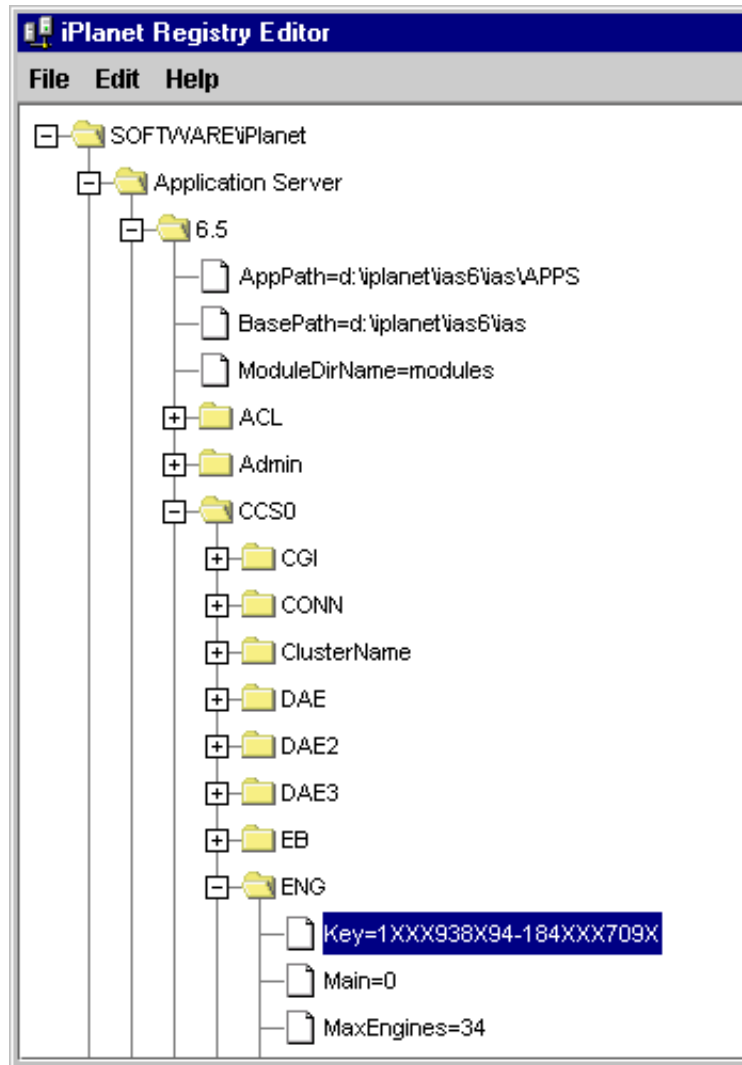 iPlanet Registry Editor
File Edit Help
SOFTWARE\iPlanet
Application Server
6.5
AppPath=d:\iplanet\ias6\ias\APPS
BasePath=d:\iplanet\ias6\ias
ModuleDirName=modules
ACL
Admin
CCS0
CGI
CONN
ClusterName
DAE
DAE2
DAE3
EB
ENG
Key=1XXX938X94-184XXX709X
Main=0
MaxEngines=34